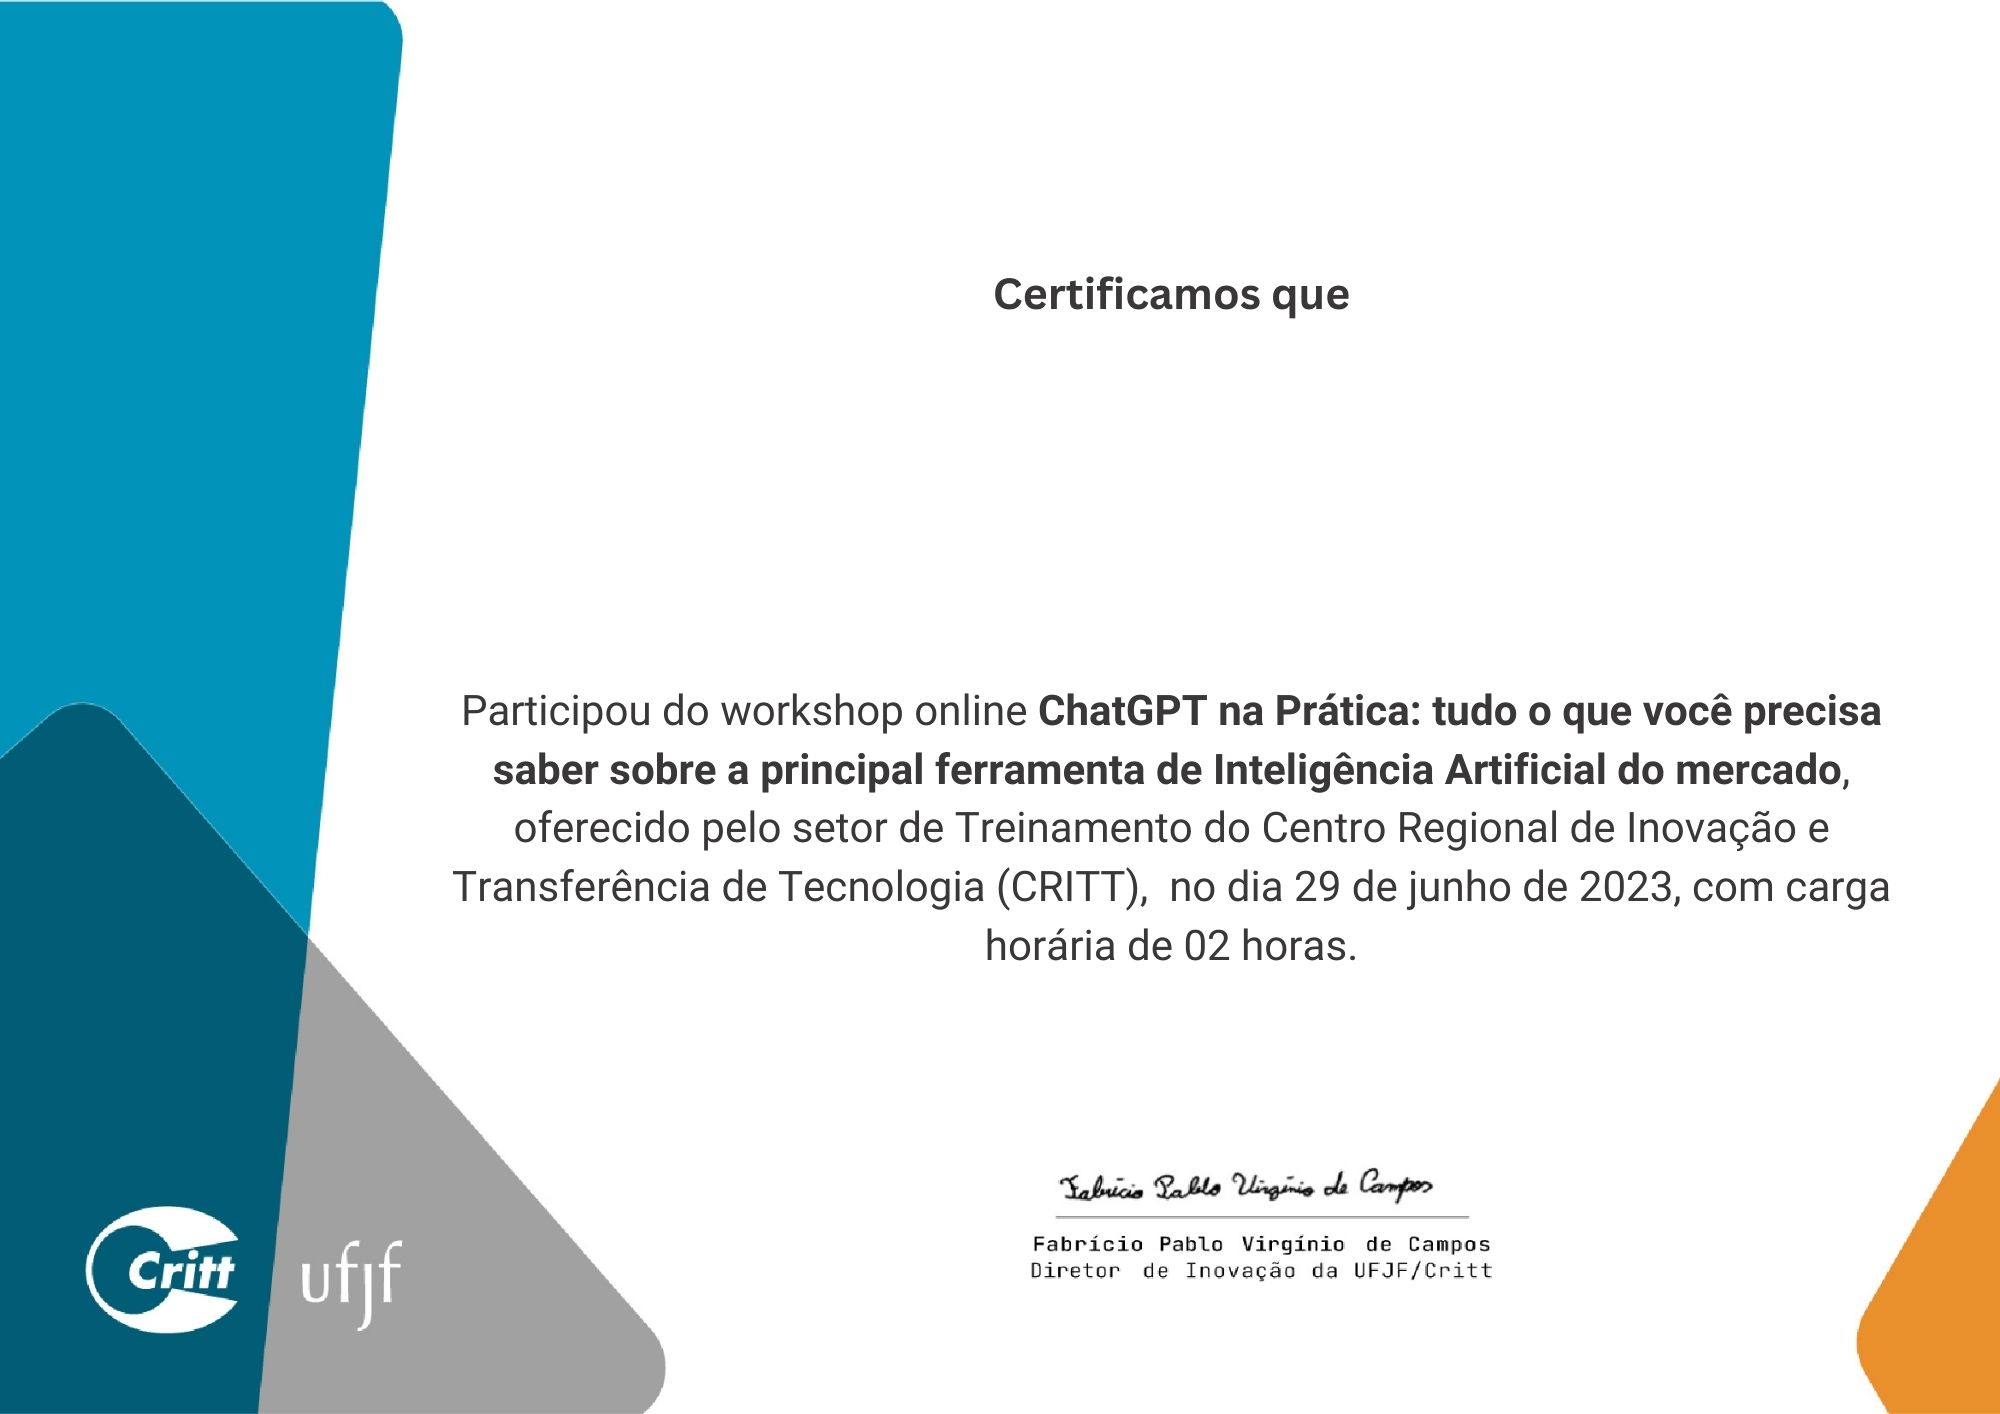 Certificamos que
Participou do workshop online ChatGPT na Prática: tudo o que você precisa
saber sobre a principal ferramenta de Inteligência Artificial do mercado,
oferecido pelo setor de Treinamento do Centro Regional de Inovação e
Transferência de Tecnologia (CRITT),  no dia 29 de junho de 2023, com carga
horária de 02 horas.
Fabrício Pablo Virgínio de Campos
Fabrício Pablo Virgínio de Campos
Diretor de Inovação da UFJF/Critt
Critt
ufjf